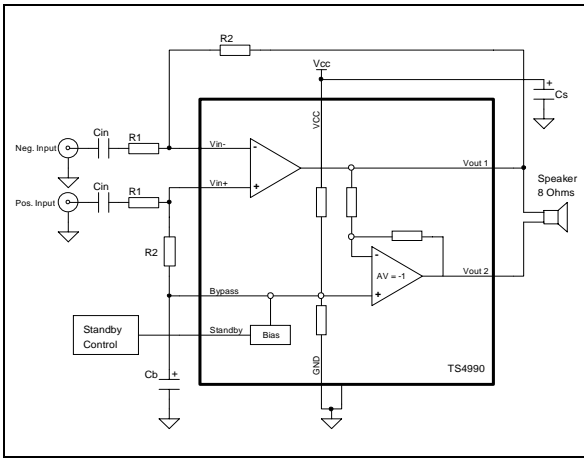 R2
Vcc
+
Cs
VCC
Cin
R1
Neg. Input
Vin-
-
Vout 1
Speaker
8 Ohms
Cin
R1
Vin+
+
Pos. Input
R2
-
AV = -1
Vout 2
+
Bypass
Standby
Control
Standby
Bias
GND
TS4990
Cb
+